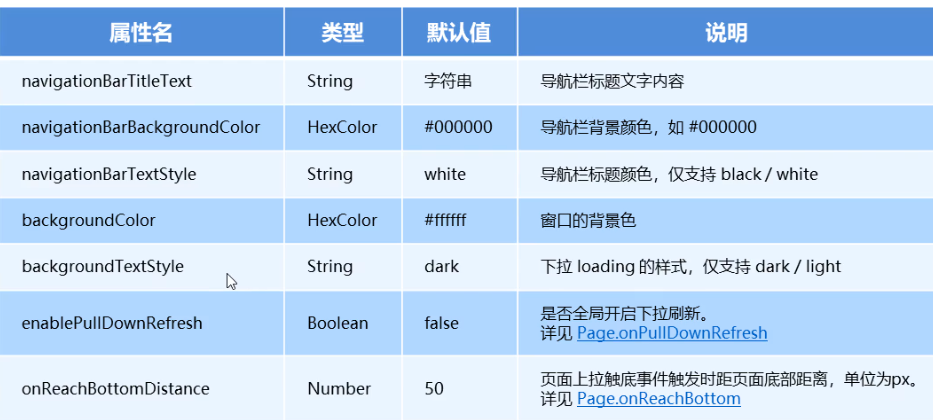 属性名 类型 默认值 说明
navigationBarTitleText String 字符串 导航栏标题文字内容
navigationBarBackgroundColor HexColor #000000 导航栏背景颜色，如 #000000
navigationBarTextStyle String white 导航栏标题颜色，仅支持 black / white
backgroundColor HexColor #ffffff 窗口的背景色
backgroundTextStyle String dark 下拉 loading 的样式，仅支持 dark / light
enablePullDownRefresh Boolean false 是否全局开启下拉刷新。
详见 Page.onPullDownRefresh
onReachBottomDistance Number 50 页面上拉触底事件触发时距页面底部距离，单位为px。
详见 Page.onReachBottom